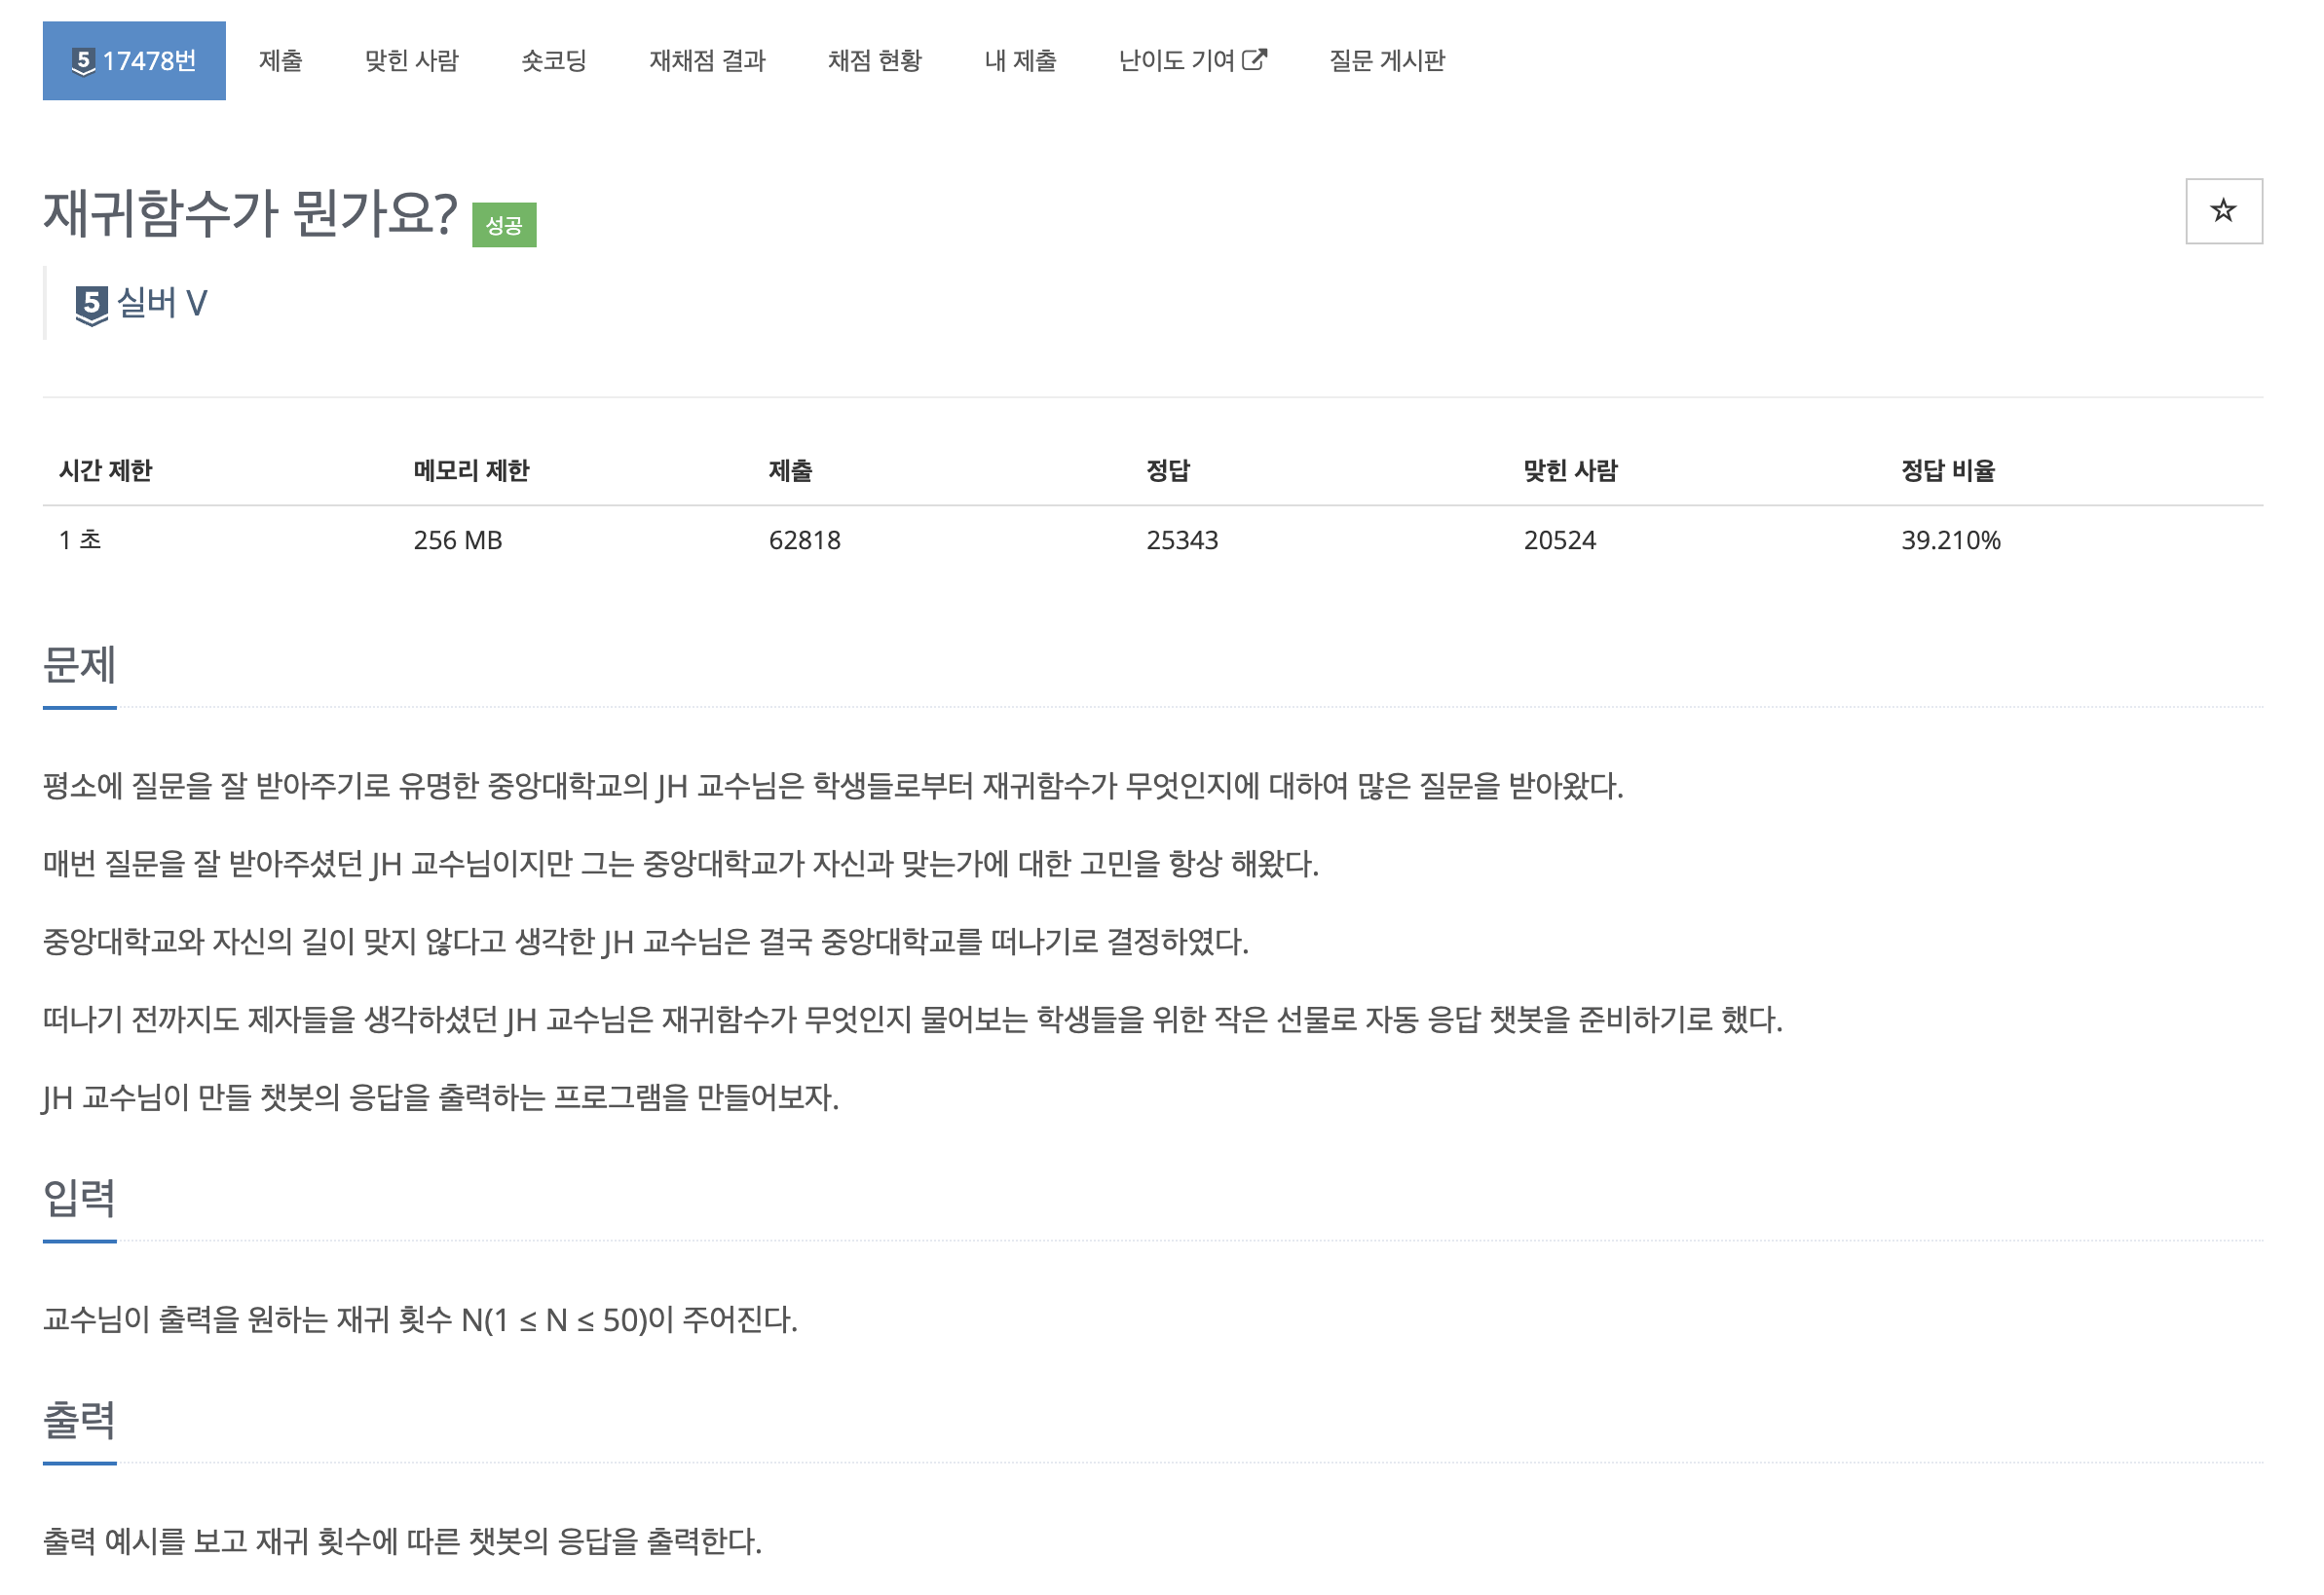 5 17478번 제출 맞힌 사람 숏코딩 재채점 결과 채점 현황 내 제출 난이도 기여 질문 게시판
재귀함수가 뭔가요? 성공
5 실버 V
시간 제한 메모리 제한 제출 정답 맞힌 사람 정답 비율
1 초 256 MB 62818 25343 20524 39.210%
문제
평소에 질문을 잘 받아주기로 유명한 중앙대학교의 JH 교수님은 학생들로부터 재귀함수가 무엇인지에 대하여 많은 질문을 받아왔다.
매번 질문을 잘 받아주셨던 JH 교수님이지만 그는 중앙대학교가 자신과 맞는가에 대한 고민을 항상 해왔다.
중앙대학교와 자신의 길이 맞지 않다고 생각한 JH 교수님은 결국 중앙대학교를 떠나기로 결정하였다.
떠나기 전까지도 제자들을 생각하셨던 JH 교수님은 재귀함수가 무엇인지 물어보는 학생들을 위한 작은 선물로 자동 응답 챗봇을 준비하기로 했다.
JH 교수님이 만들 챗봇의 응답을 출력하는 프로그램을 만들어보자.
입력
교수님이 출력을 원하는 재귀 횟수 N(1 ≤ N ≤ 50)이 주어진다.
출력
출력 예시를 보고 재귀 횟수에 따른 챗봇의 응답을 출력한다.